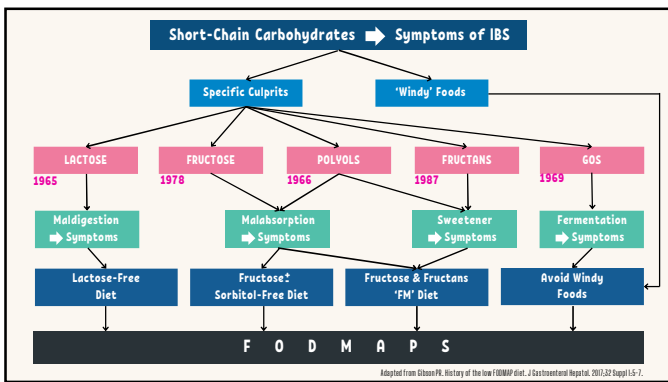 Short-Chain Carbohydrates ➡ Symptoms of IBS
Specific Culprits
'Windy' Foods
LACTOSE
FRUCTOSE
POLYOLS
FRUCTANS
GOS
1965
1978
1966
1987
1969
Maldigestion
➡ Symptoms
Malabsorption
➡ Symptoms
Sweetener
➡ Symptoms
Fermentation
➡ Symptoms
Lactose-Free
Diet
Fructose±
Sorbitol-Free Diet
Fructose & Fructans
'FM' Diet
Avoid Windy
Foods
F O D M A P S
Adapted from Gibson PR. History of the low FODMAP diet. J Gastroenterol Hepatol. 2017;32 Suppl 1:5-7.